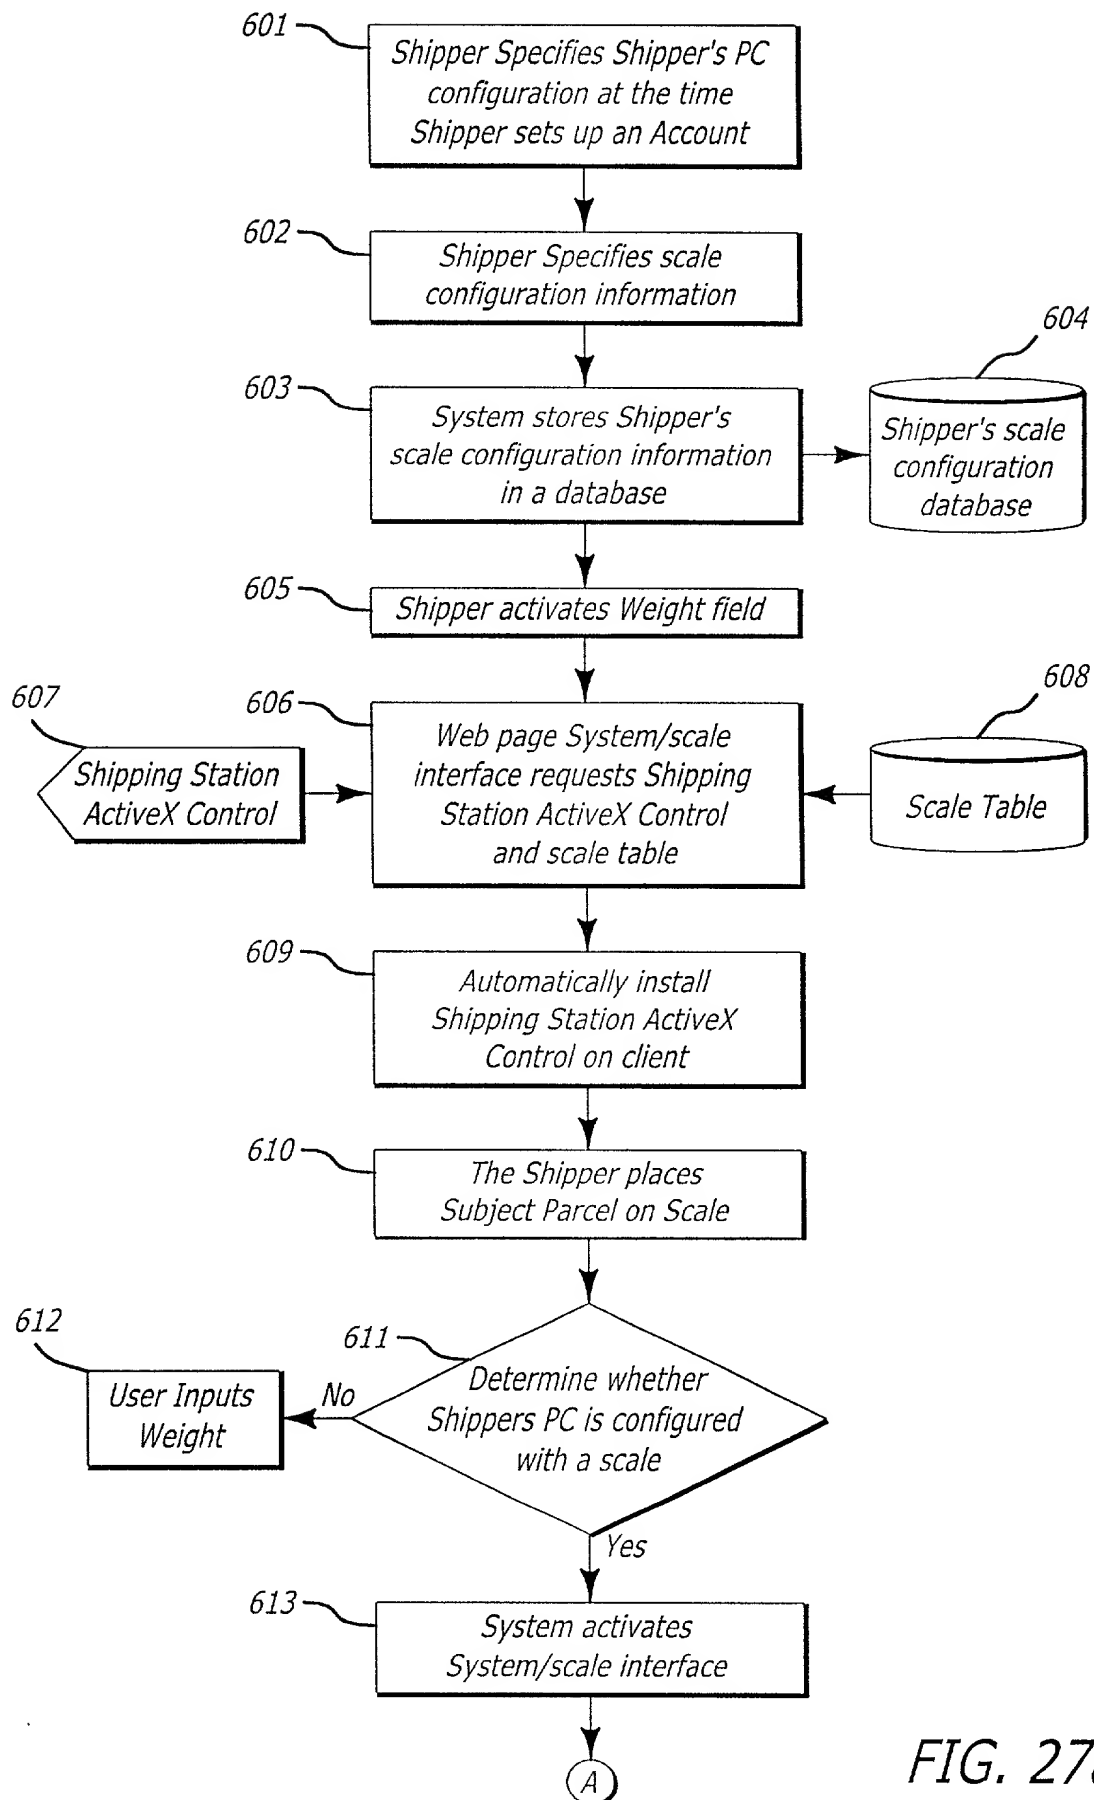 601
Shipper Specifies Shipper's PC
configuration at the time
Shipper sets up an Account
602
Shipper Specifies scale
configuration information
603
System stores Shipper's
scale configuration information
in a database
604
Shipper's scale
configuration
database
605
Shipper activates Weight field
606
Web page System/scale
interface requests Shipping
Station ActiveX Control
and scale table
607
Shipping Station
ActiveX Control
608
Scale Table
609
Automatically install
Shipping Station ActiveX
Control on client
610
The Shipper places
Subject Parcel on Scale
611
Determine whether
Shippers PC is configured
with a scale
No
612
User Inputs
Weight
Yes
613
System activates
System/scale interface
A
FIG.